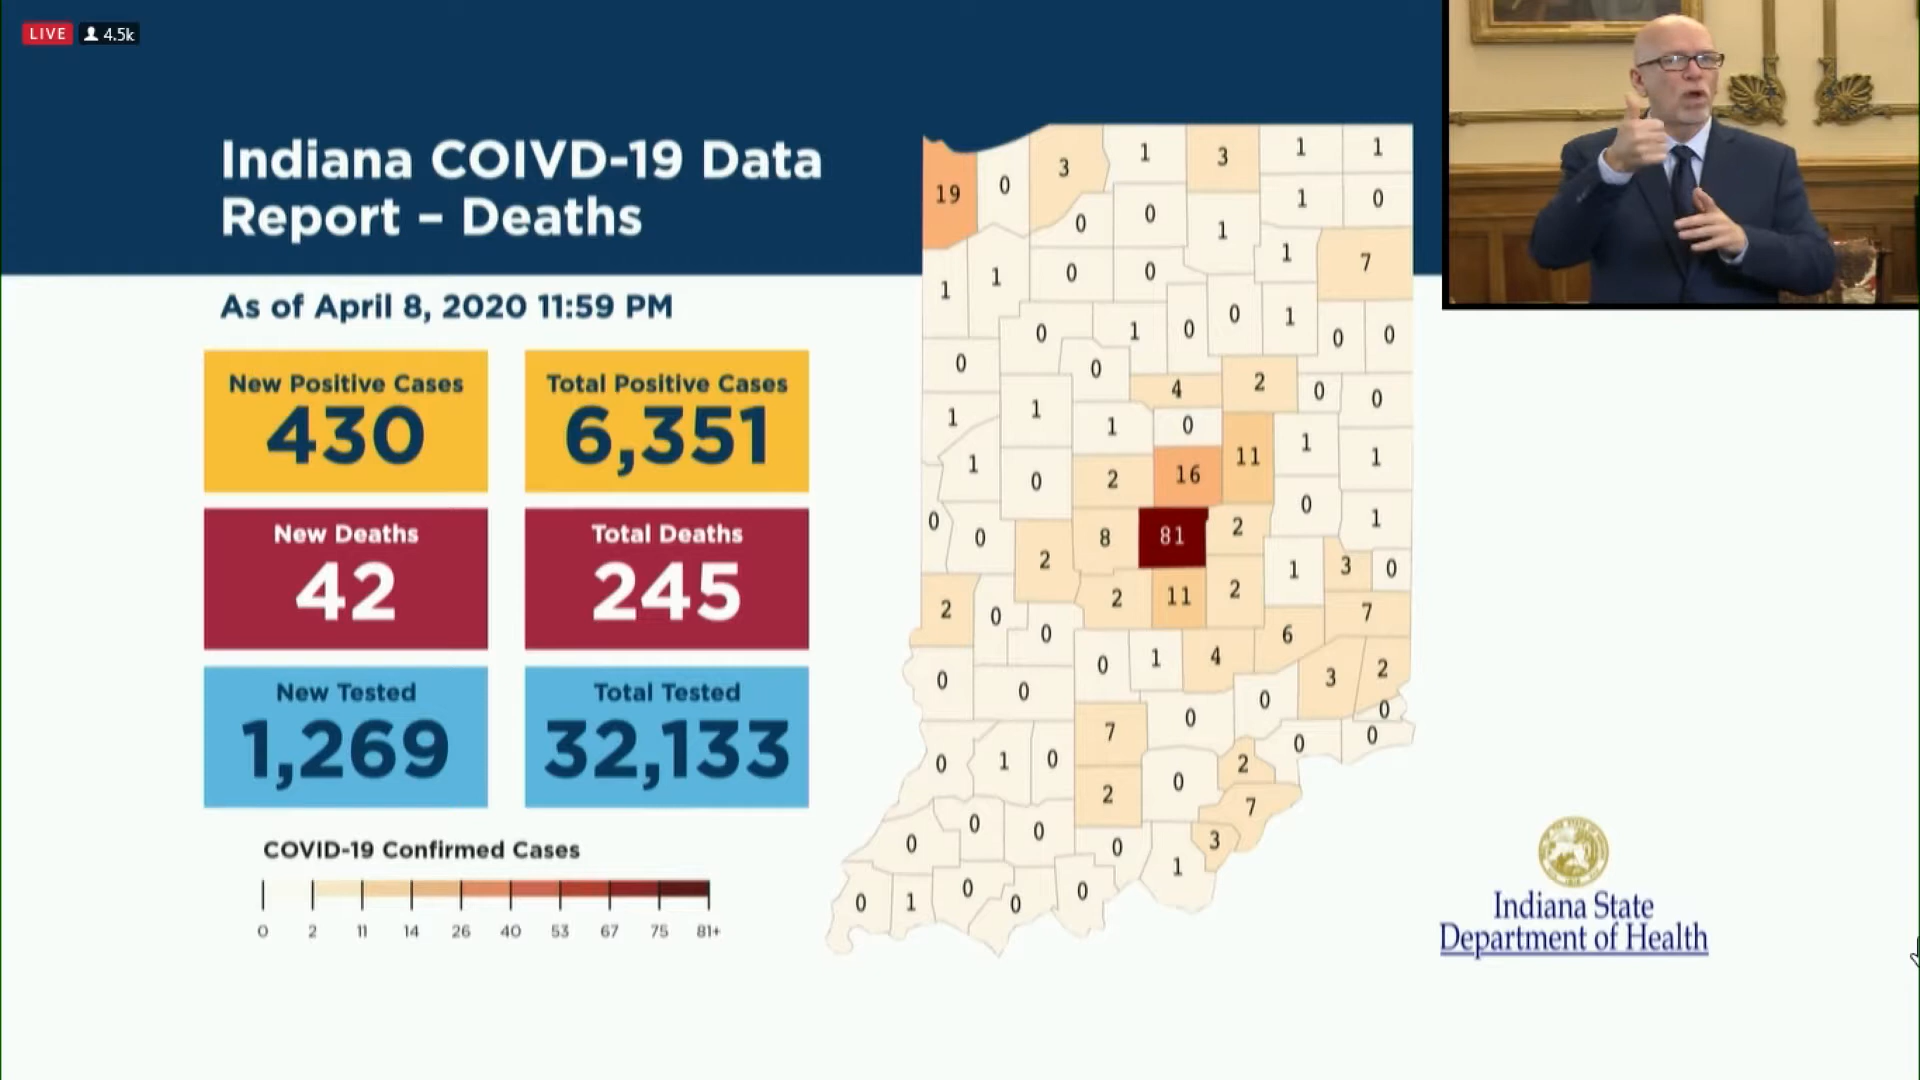 LIVE 4.5k
Indiana COIVD-19 Data
Report – Deaths
As of April 8, 2020 11:59 PM
New Positive Cases
430
Total Positive Cases
6,351
New Deaths
42
Total Deaths
245
New Tested
1,269
Total Tested
32,133
COVID-19 Confirmed Cases
0 2 11 14 26 40 53 67 75 81+
19 0 3 1 3 1 1
0 0 1 1 0
1 1 0 0 1 7
0 0 1 0 0 1 0 0
0 1 0 4 2 0 0
1 1 0 1 1
1 0 2 16 11 0 1
0 0 2 8 81 2 1 3 0
2 0 0 2 11 2 6 7
0 0 0 1 4 3 2
0 0 0
7 0 0
0 1 0 2 0 2
7
0 0 0 0 1 3
0 1 0 0 0
Indiana State
Department of Health